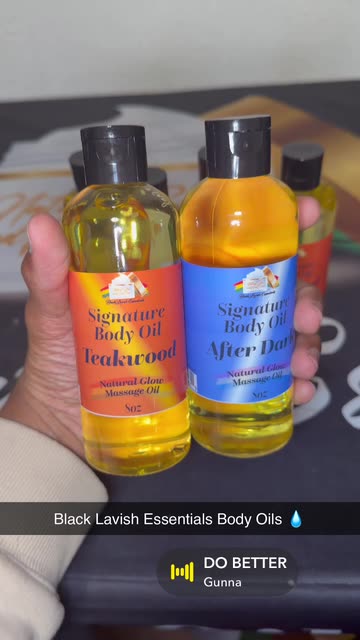 Signature
Body Oil
Teakwood
Natural Glow
Massage Oil
8oz
Signature
Body Oil
After Dark
Natural Glow
Massage Oil
8oz
Black Lavish Essentials Body Oils 💧
DO BETTER
Gunna